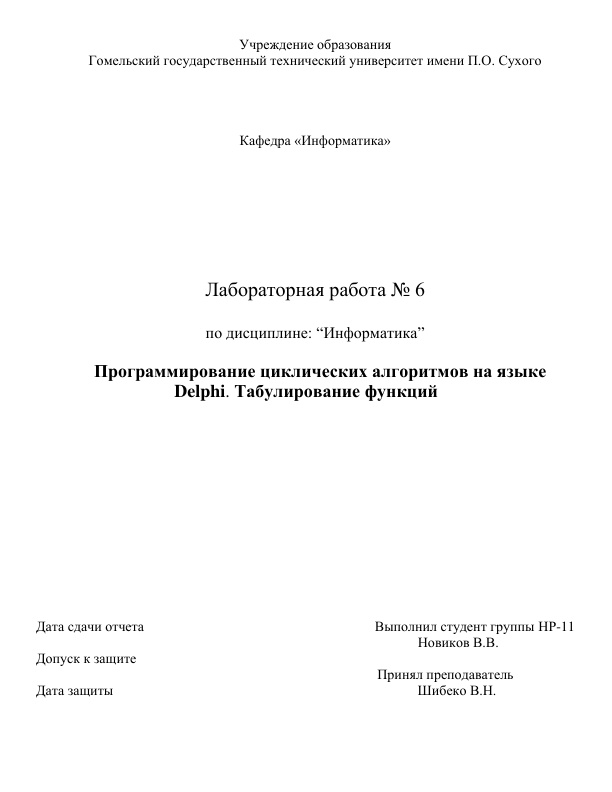 Учреждение образования
Гомельский государственный технический университет имени П.О. Сухого
Кафедра «Информатика»
Лабораторная работа № 6
по дисциплине: “Информатика”
Программирование циклических алгоритмов на языке
Delphi. Табулирование функций
Дата сдачи отчета
Выполнил студент группы НР-11
Новиков В.В.
Допуск к защите
Принял преподаватель
Дата защиты
Шибеко В.Н.